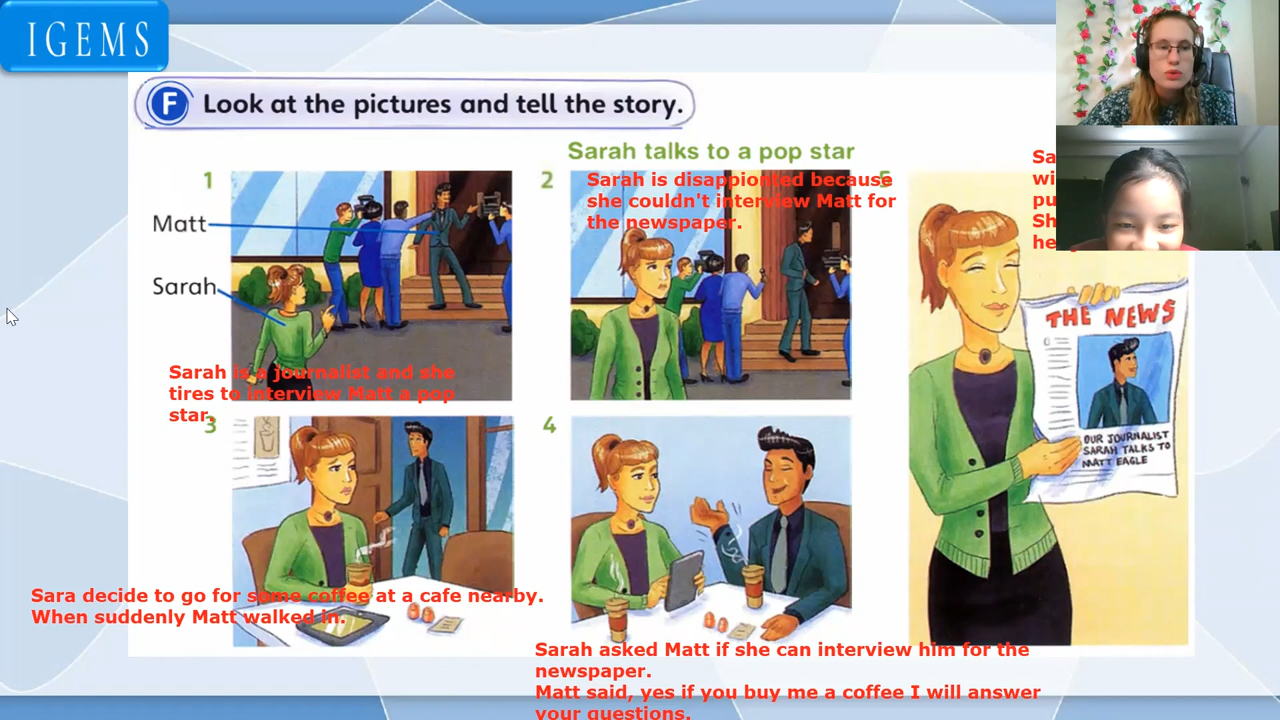 IGEMS
F Look at the pictures and tell the story.
Sarah talks to a pop star
1
Matt
Sarah
Sarah is a journalist and she
tires to interview Matt a pop
star.
2
Sarah is disappionted because
she couldn't interview Matt for
the newspaper.
3
Sara decide to go for some coffee at a cafe nearby.
When suddenly Matt walked in.
4
Sarah asked Matt if she can interview him for the
newspaper.
Matt said, yes if you buy me a coffee I will answer
your questions.
5
THE NEWS
OUR JOURNALIST
SARAH TALKS TO
MATT EAGLE